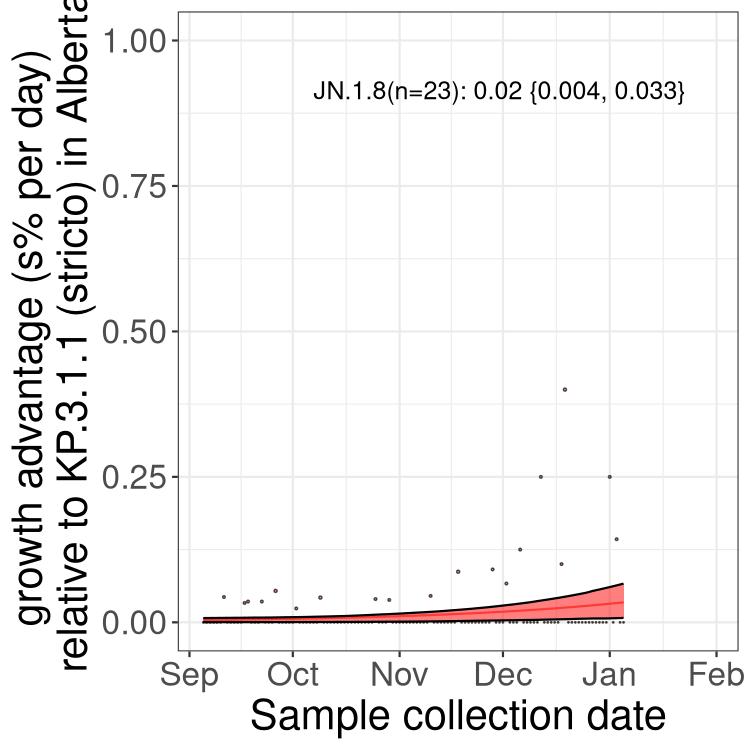 growth advantage (s% per day)
relative to KP.3.1.1 (stricto) in Alberta
1.00
0.75
0.50
0.25
0.00
JN.1.8(n=23): 0.02 {0.004, 0.033}
Sep Oct Nov Dec Jan Feb
Sample collection date